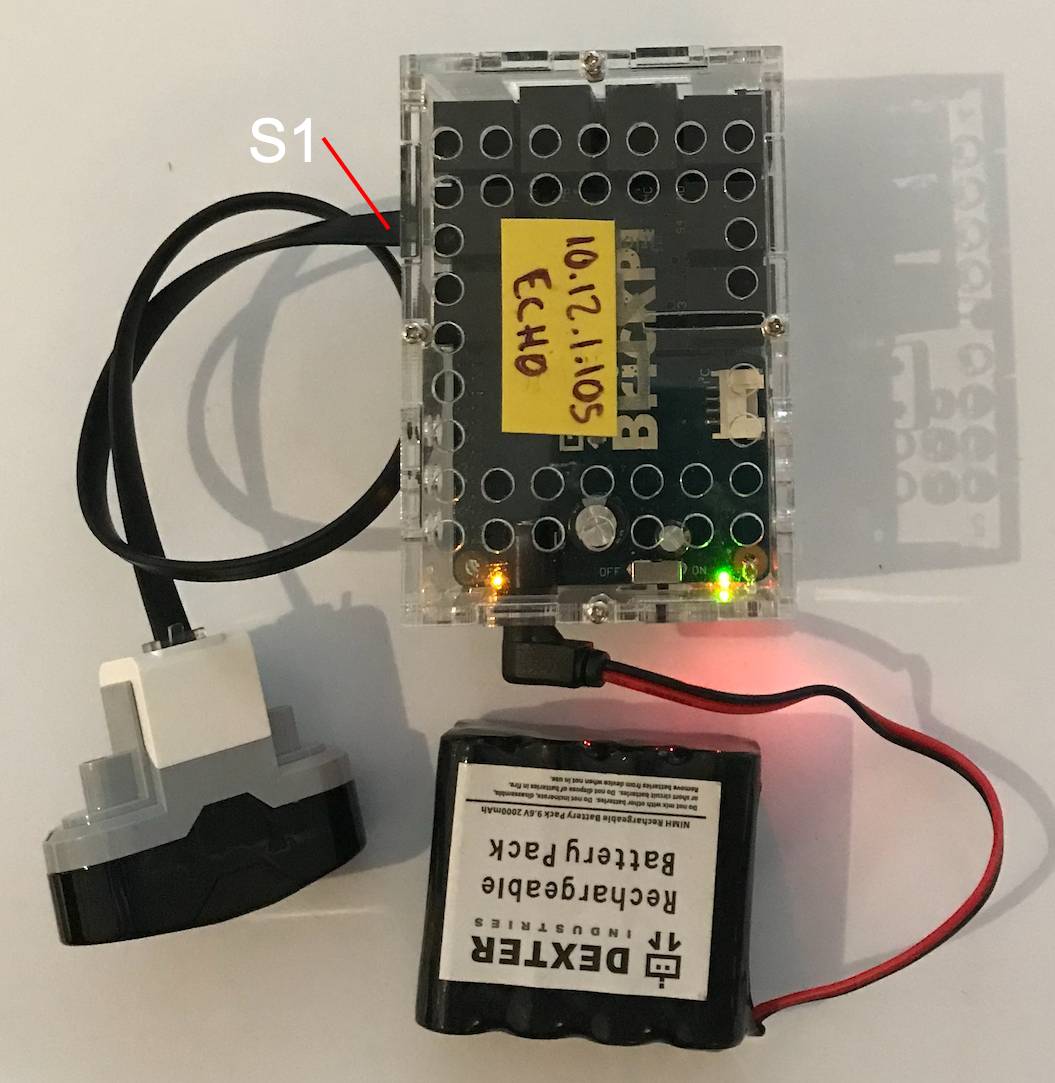 S1
10.12.1.105
ECHO
BrickPi
S4
OFF
ON
DEXTER
INDUSTRIES
Rechargeable
Battery Pack
NiMH Rechargeable Battery Pack 9.6V 2000mAh
Do not mix with other batteries. Do not incinerate, disassemble,
or short circuit batteries. Do not dispose of batteries in fire.
Remove batteries from device when not in use.